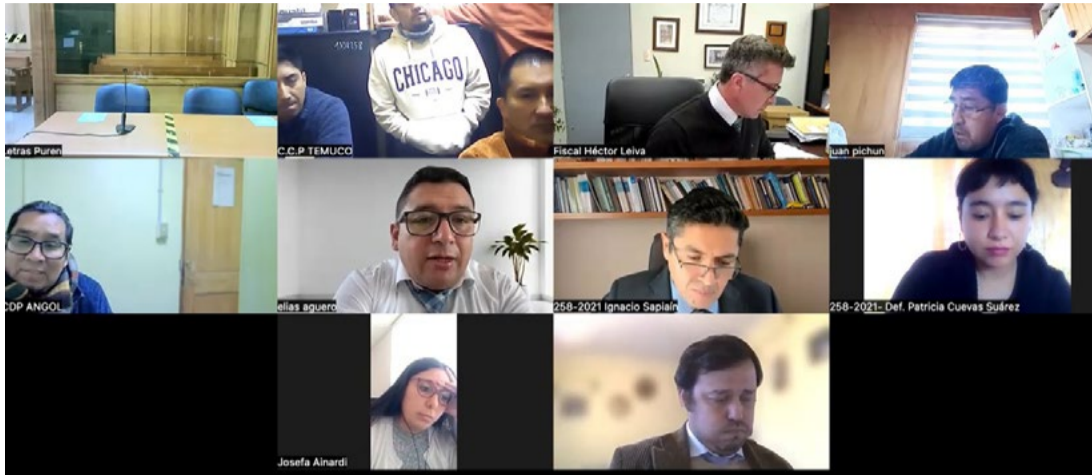 CHICAGO
Letras Puren
C.C.P TEMUCO
Fiscal Héctor Leiva
juan pichun
CDP ANGOL
elias aguero
258-2021 Ignacio Sapiaín
258-2021- Def. Patricia Cuevas Suárez
Josefa Ainardi